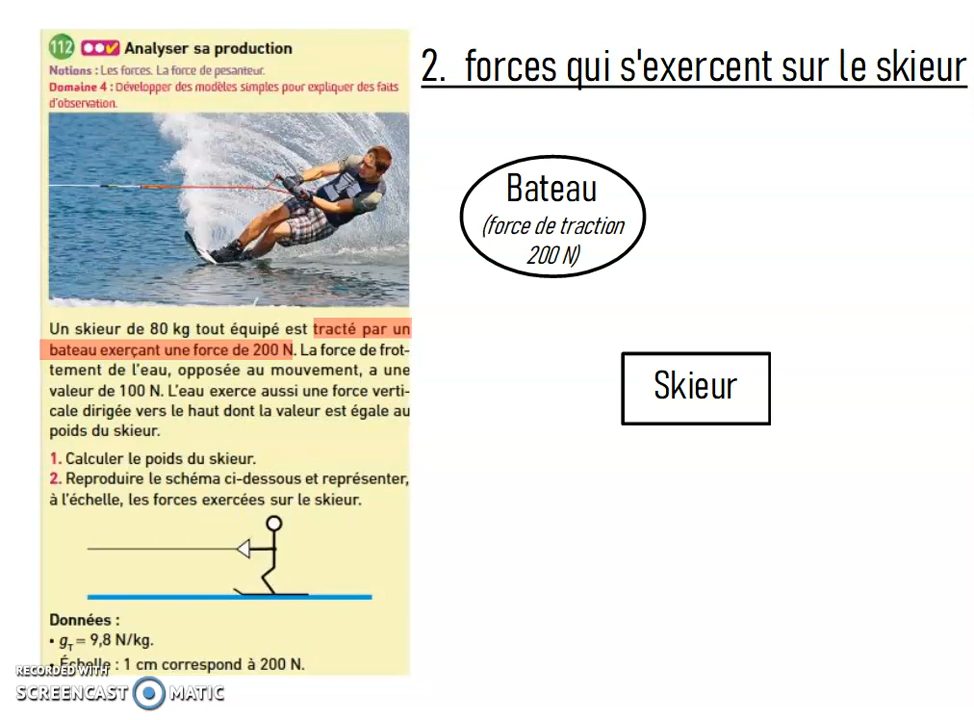 112 Analyser sa production
Notions : Les forces. La force de pesanteur.
Domaine 4 : Développer des modèles simples pour expliquer des faits
d'observation.
Un skieur de 80 kg tout équipé est tracté par un
bateau exerçant une force de 200 N. La force de frot-
tement de l'eau, opposée au mouvement, a une
valeur de 100 N. L'eau exerce aussi une force verti-
cale dirigée vers le haut dont la valeur est égale au
poids du skieur.
1. Calculer le poids du skieur.
2. Reproduire le schéma ci-dessous et représenter,
à l'échelle, les forces exercées sur le skieur.
Données :
• gT = 9,8 N/kg.
• Échelle : 1 cm correspond à 200 N.
RECORDED WITH
SCREENCAST MATIC
2. forces qui s'exercent sur le skieur
Bateau
(force de traction
200 N)
Skieur